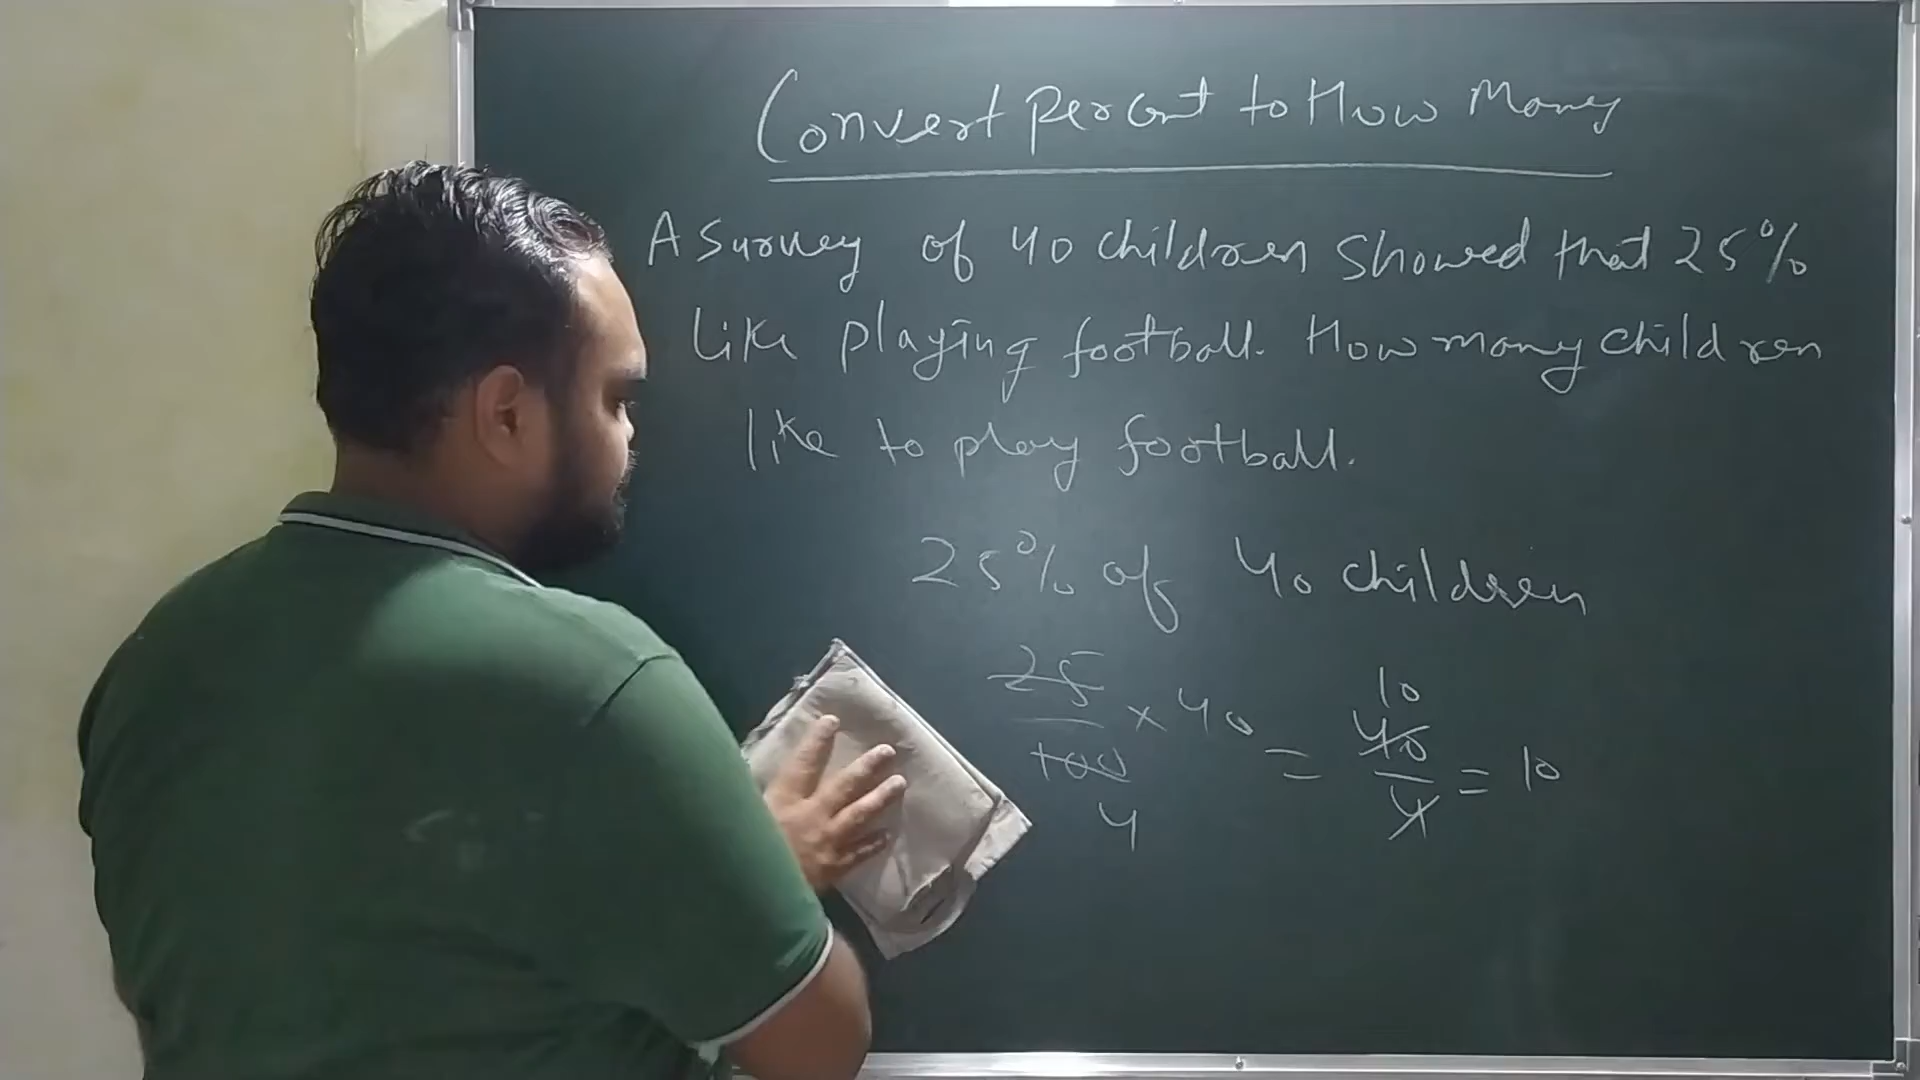 Convert Percent to How Many
A survey of 40 children showed that 25%
like playing football. How many children
like to play football.
25% of 40 children
25/100 × 40 = 40/4 = 10
4
10